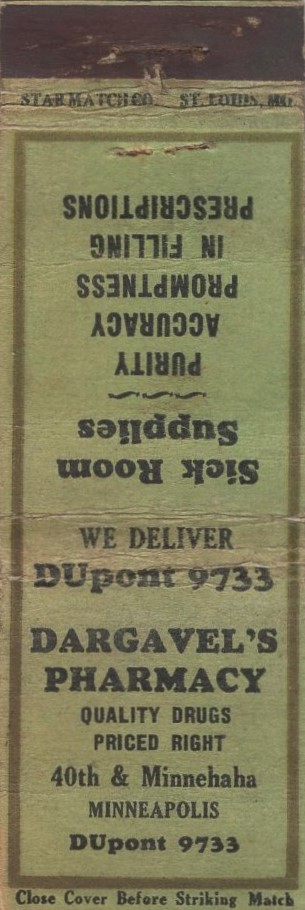 STAR MATCH CO. ST. LOUIS, MO.
Sick Room
Supplies
PURITY
ACCURACY
PROMPTNESS
IN FILLING
PRESCRIPTIONS
WE DELIVER
DUpont 9733
DARGAVEL'S
PHARMACY
QUALITY DRUGS
PRICED RIGHT
40th & Minnehaha
MINNEAPOLIS
DUpont 9733
Close Cover Before Striking Match